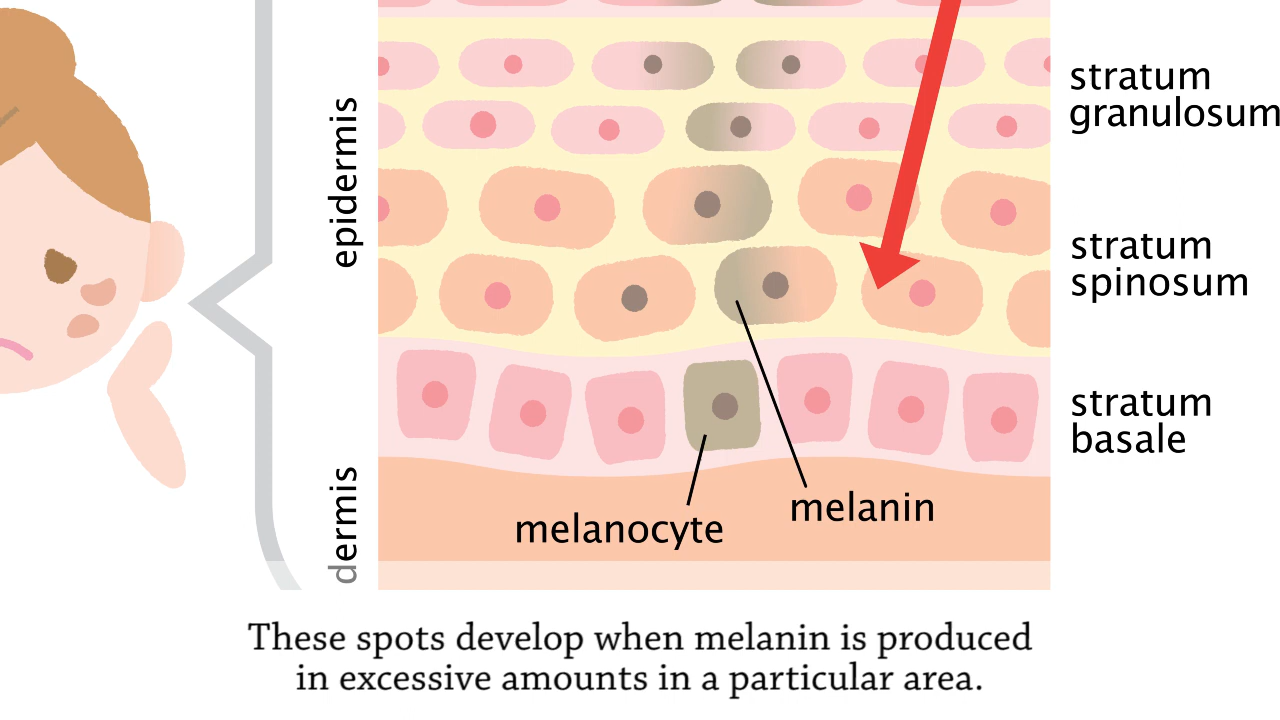 epidermis
dermis
stratum
granulosum
stratum
spinosum
stratum
basale
melanocyte
melanin
These spots develop when melanin is produced
in excessive amounts in a particular area.